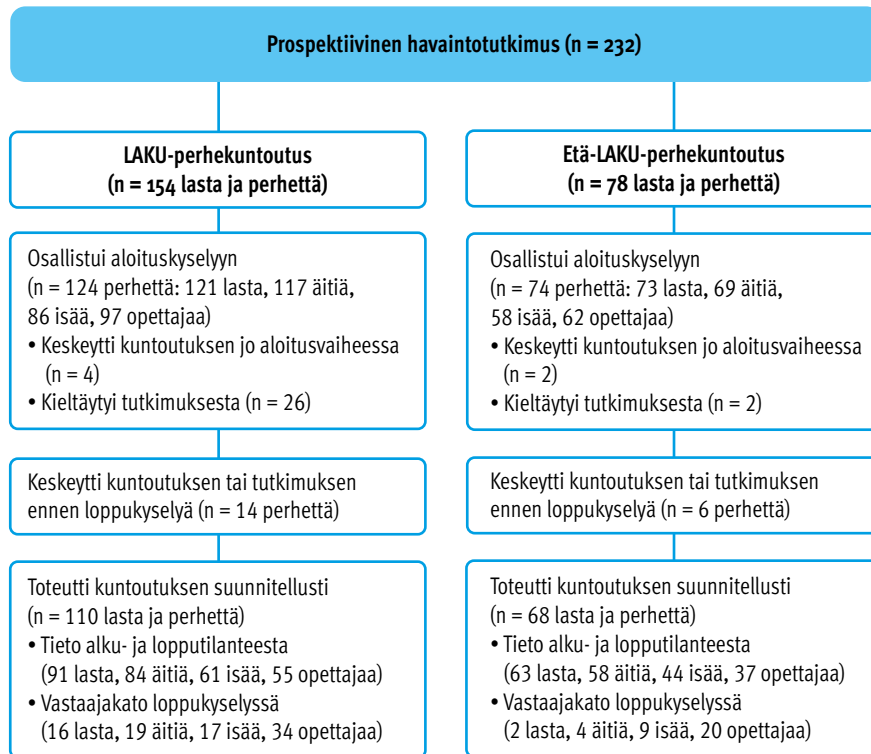 Prospektiivinen havaintotutkimus (n = 232)
LAKU-perhekuntoutus
(n = 154 lasta ja perhettä)
Osallistui aloituskyselyyn
(n = 124 perhettä: 121 lasta, 117 äitiä,
86 isää, 97 opettajaa)
• Keskeytti kuntoutuksen jo aloitusvaiheessa
(n = 4)
• Kieltäytyi tutkimuksesta (n = 26)
Keskeytti kuntoutuksen tai tutkimuksen
ennen loppukyselyä (n = 14 perhettä)
Toteutti kuntoutuksen suunnitellusti
(n = 110 lasta ja perhettä)
• Tieto alku- ja lopputilanteesta
(91 lasta, 84 äitiä, 61 isää, 55 opettajaa)
• Vastaajakato loppukyselyssä
(16 lasta, 19 äitiä, 17 isää, 34 opettajaa)
Etä-LAKU-perhekuntoutus
(n = 78 lasta ja perhettä)
Osallistui aloituskyselyyn
(n = 74 perhettä: 73 lasta, 69 äitiä,
58 isää, 62 opettajaa)
• Keskeytti kuntoutuksen jo aloitusvaiheessa
(n = 2)
• Kieltäytyi tutkimuksesta (n = 2)
Keskeytti kuntoutuksen tai tutkimuksen
ennen loppukyselyä (n = 6 perhettä)
Toteutti kuntoutuksen suunnitellusti
(n = 68 lasta ja perhettä)
• Tieto alku- ja lopputilanteesta
(63 lasta, 58 äitiä, 44 isää, 37 opettajaa)
• Vastaajakato loppukyselyssä
(2 lasta, 4 äitiä, 9 isää, 20 opettajaa)